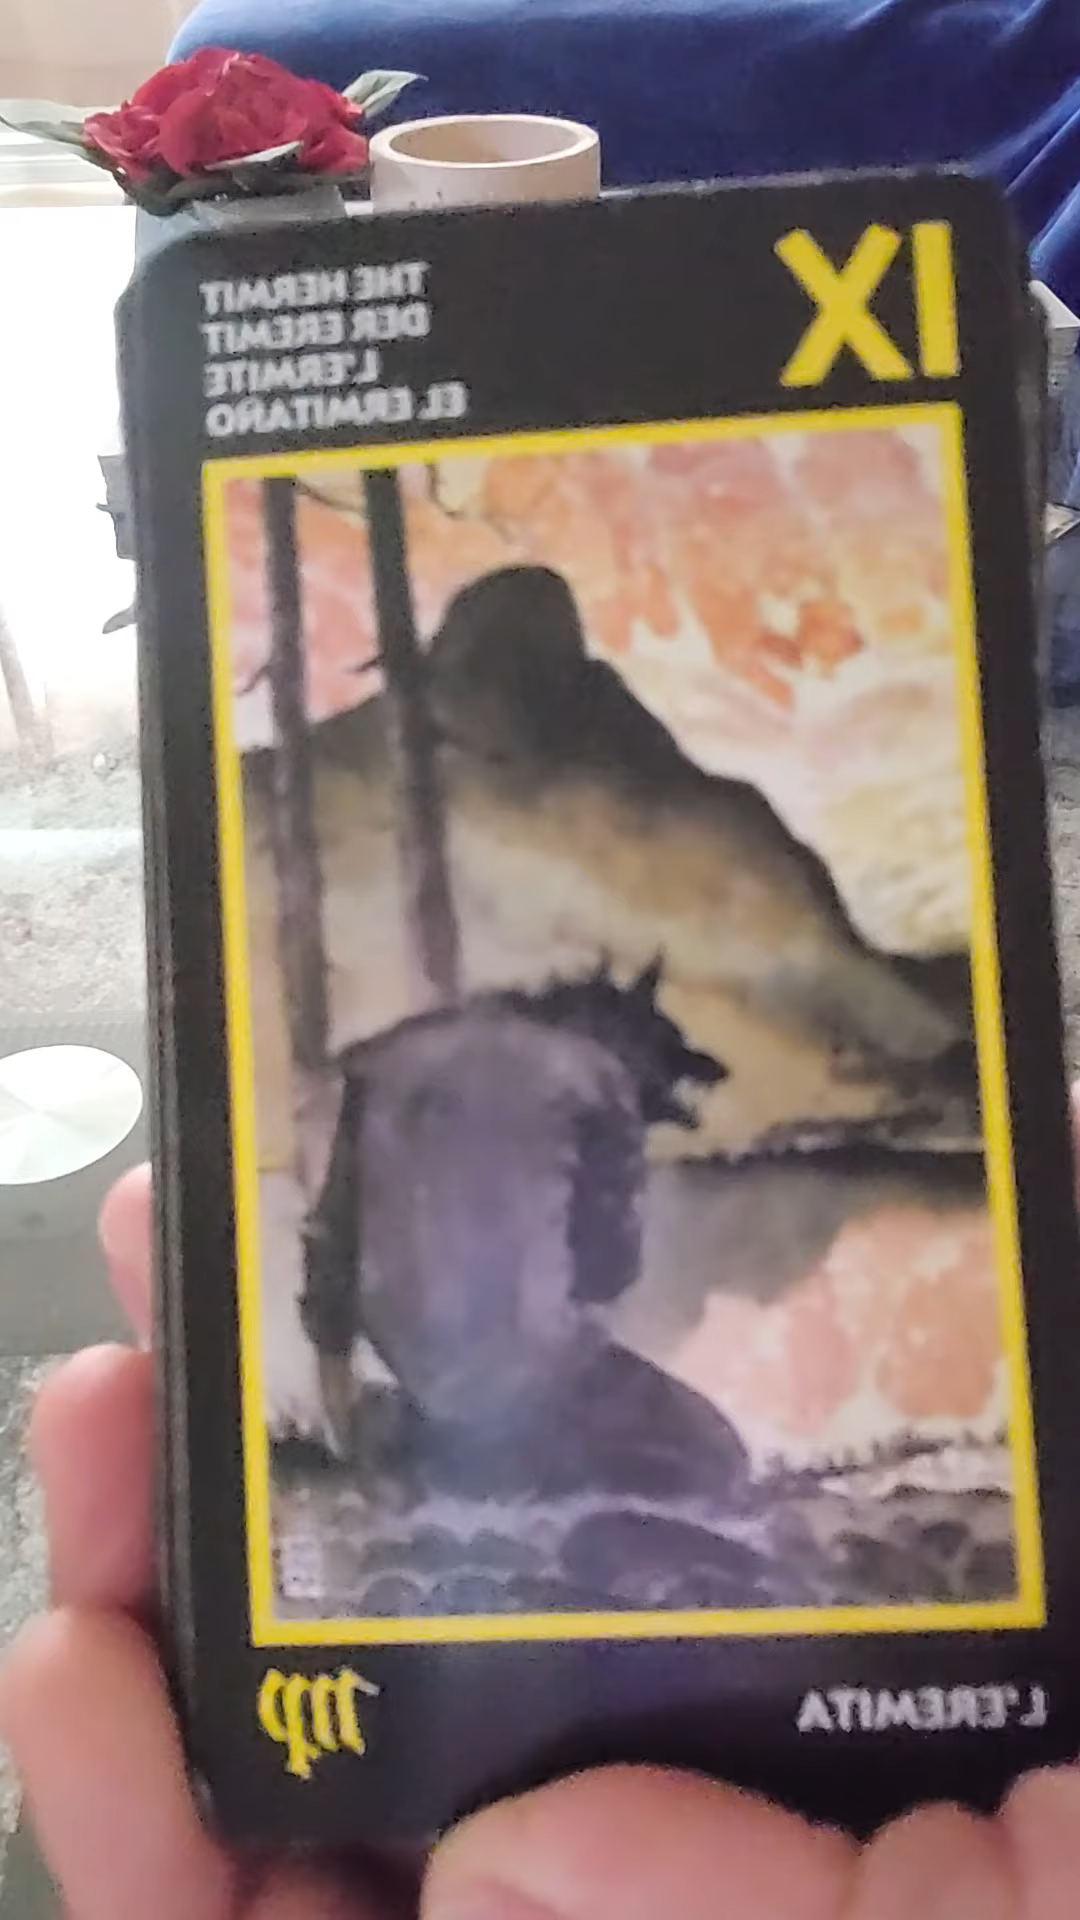 IX
THE HERMIT
DER EREMIT
L'ERMITE
EL ERMITAÑO
L'EREMITA